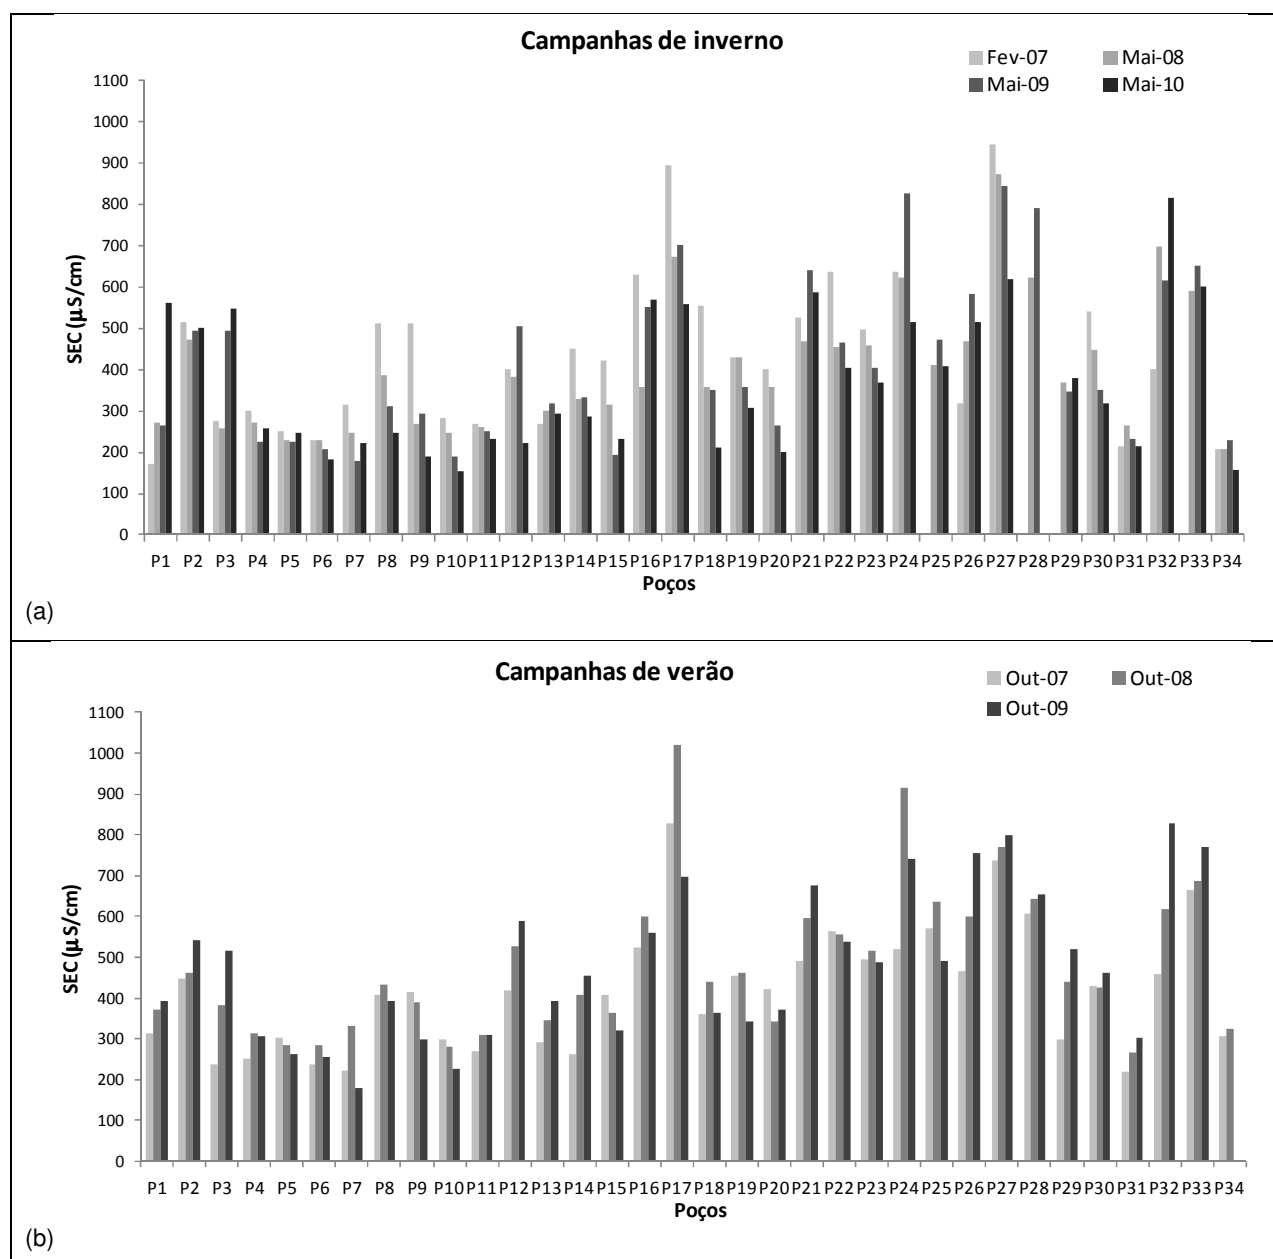 Campanhas de inverno
Fev-07 Mai-08
Mai-09 Mai-10
1100
1000
900
800
700
600
500
400
300
200
100
0
SEC (µS/cm)
P1 P2 P3 P4 P5 P6 P7 P8 P9 P10 P11 P12 P13 P14 P15 P16 P17 P18 P19 P20 P21 P22 P23 P24 P25 P26 P27 P28 P29 P30 P31 P32 P33 P34
Poços
(a)
Campanhas de verão
Out-07 Out-08
Out-09
1100
1000
900
800
700
600
500
400
300
200
100
0
SEC (µS/cm)
P1 P2 P3 P4 P5 P6 P7 P8 P9 P10 P11 P12 P13 P14 P15 P16 P17 P18 P19 P20 P21 P22 P23 P24 P25 P26 P27 P28 P29 P30 P31 P32 P33 P34
Poços
(b)